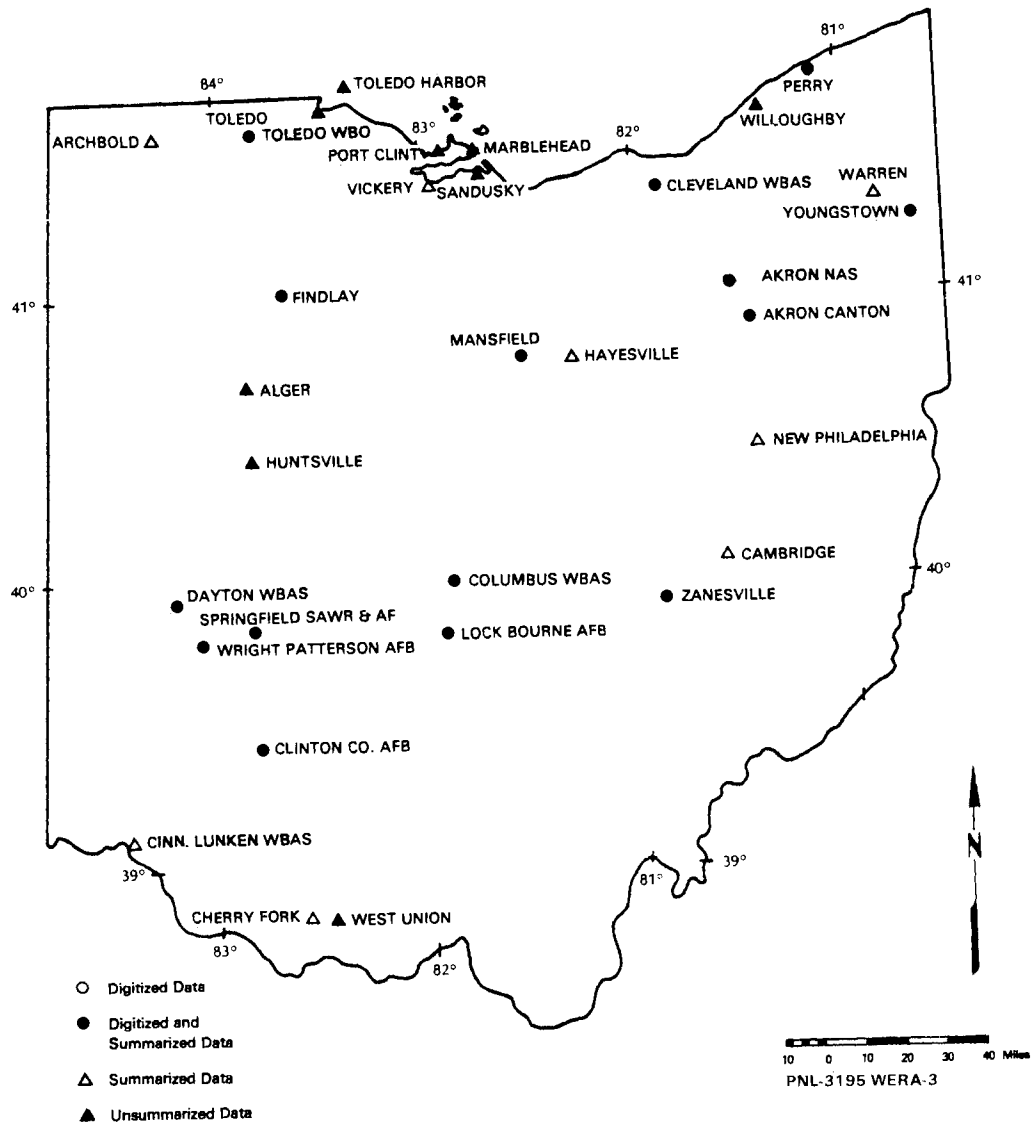 81°
84°
TOLEDO HARBOR
PERRY
TOLEDO
TOLEDO WBO
83°
82°
WILLOUGHBY
ARCHBOLD
PORT CLINT
MARBLEHEAD
VICKERY
SANDUSKY
CLEVELAND WBAS
WARREN
YOUNGSTOWN
41°
FINDLAY
AKRON NAS
41°
AKRON CANTON
MANSFIELD
HAYESVILLE
ALGER
NEW PHILADELPHIA
HUNTSVILLE
CAMBRIDGE
40°
40°
DAYTON WBAS
COLUMBUS WBAS
ZANESVILLE
SPRINGFIELD SAWR & AF
LOCK BOURNE AFB
WRIGHT PATTERSON AFB
CLINTON CO. AFB
CINN. LUNKEN WBAS
N
39°
81°
39°
CHERRY FORK
WEST UNION
83°
82°
Digitized Data
Digitized and
Summarized Data
Summarized Data
Unsummarized Data
10 0 10 20 30 40 Miles
PNL-3195 WERA-3